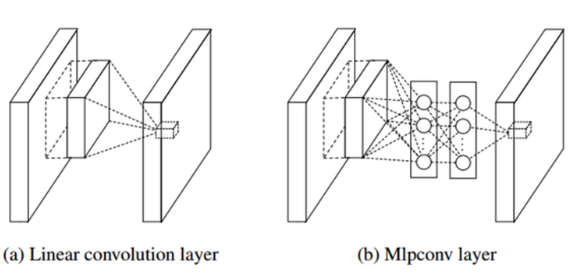 (a) Linear convolution layer
(b) Mlpconv layer